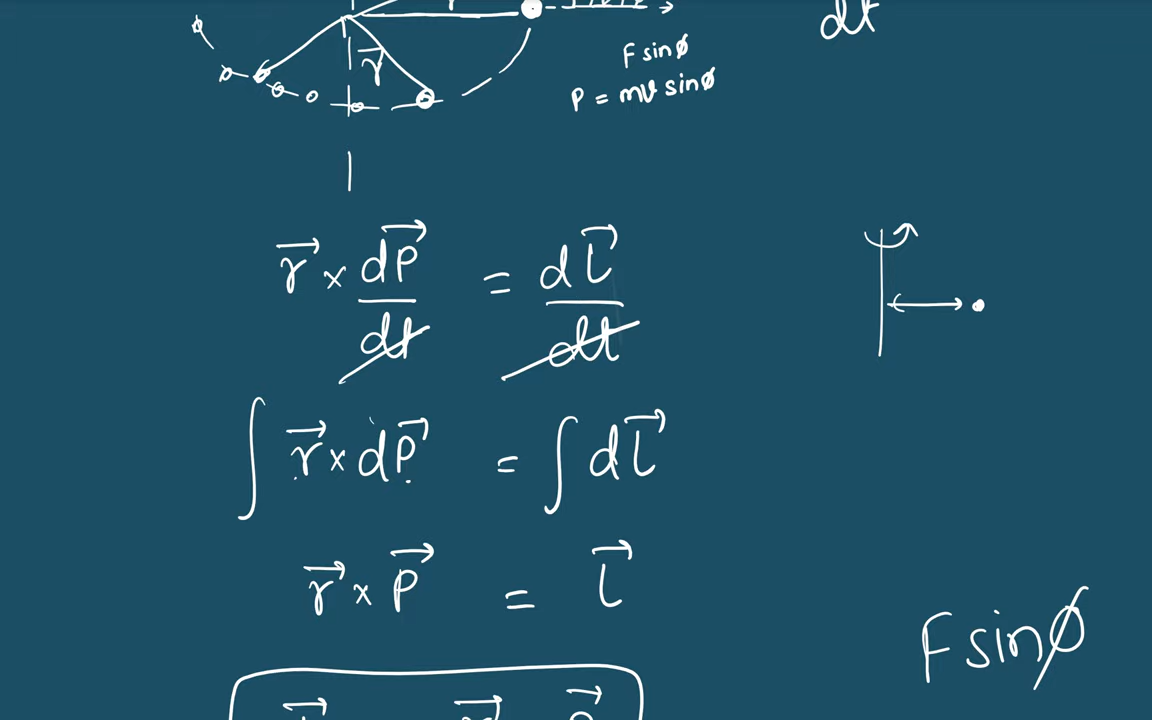 dt
r⃗
F sinϕ
P = mv sinϕ
r⃗ × dP⃗/dt = dL⃗/dt
∫ r⃗ × dP⃗ = ∫ dL⃗
r⃗ × P⃗ = L⃗
F sinϕ